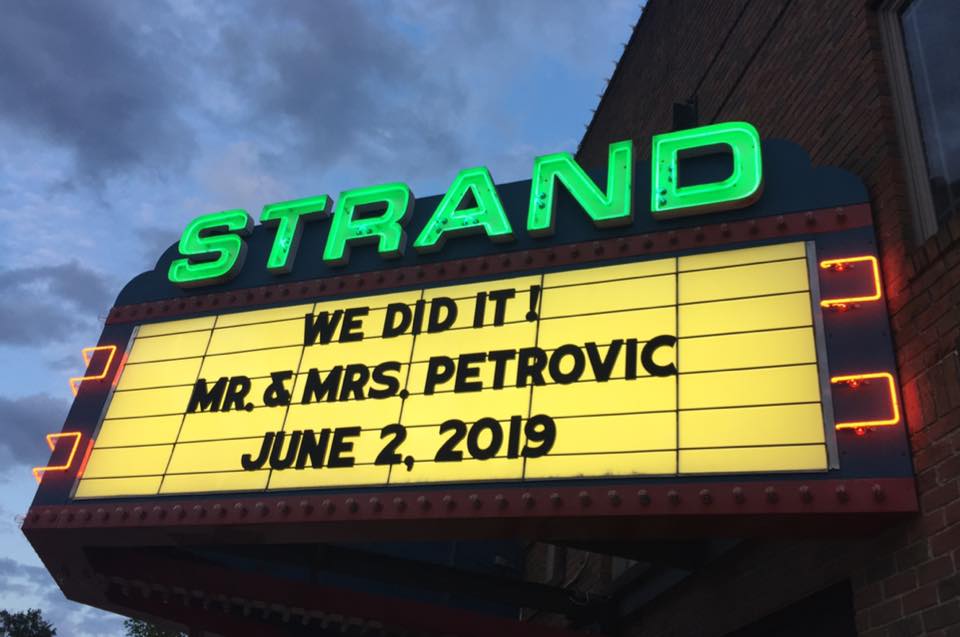 STRAND
WE DID IT!
MR. & MRS. PETROVIC
JUNE 2, 2019